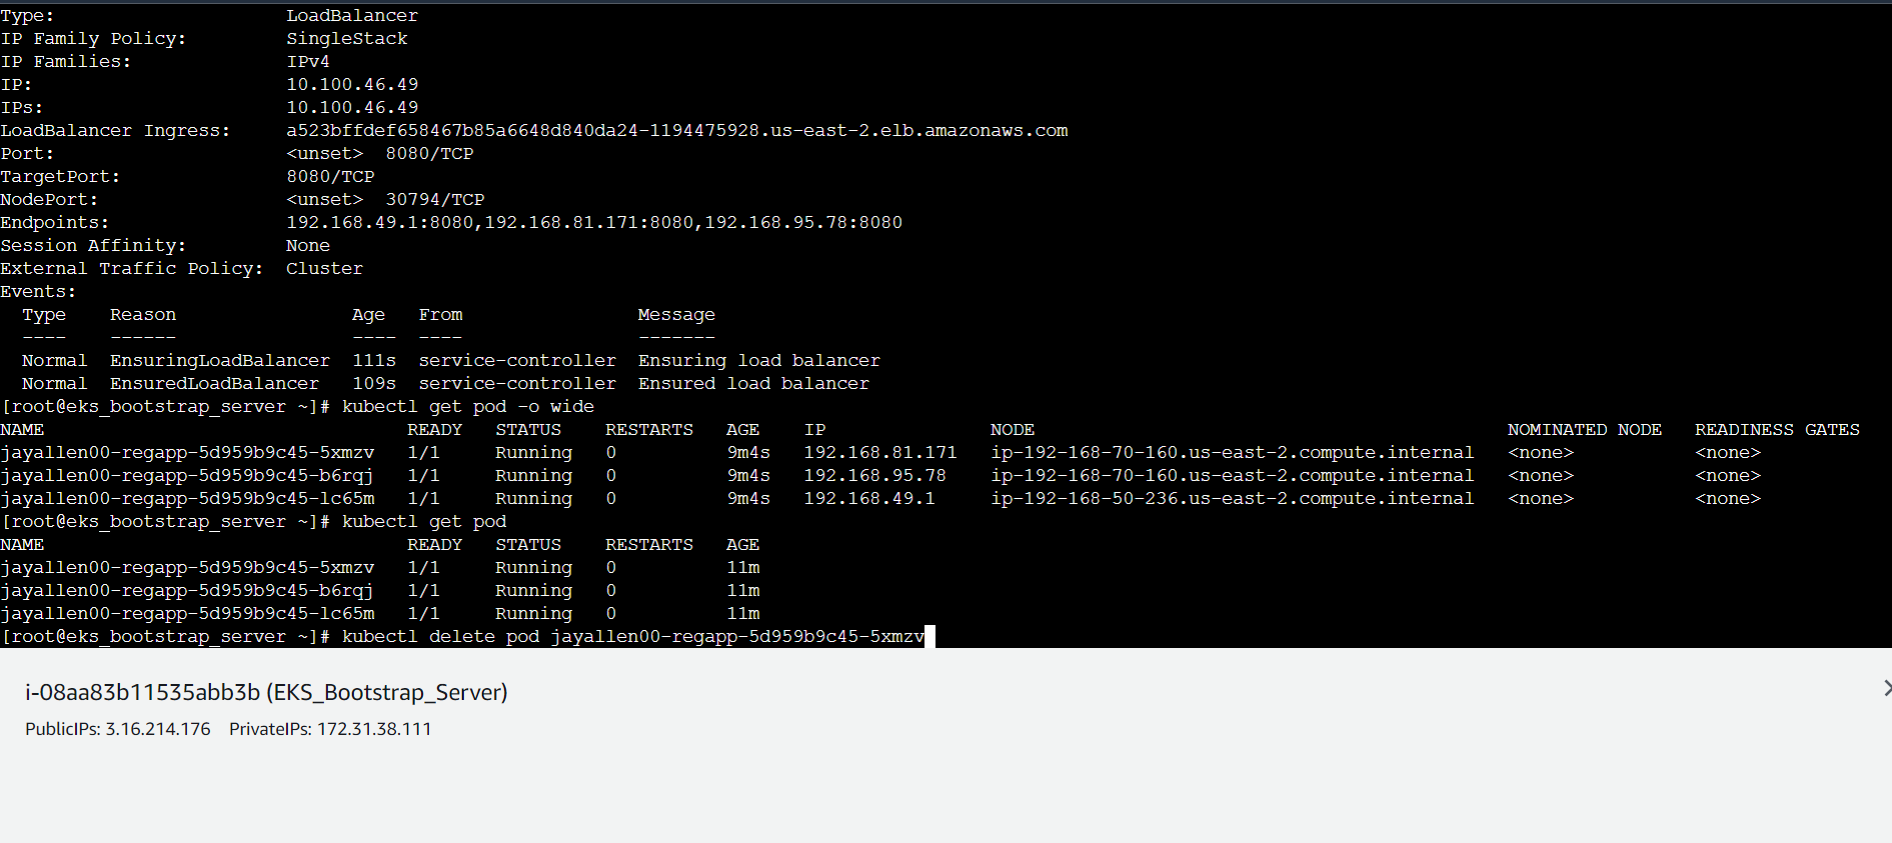 Type: LoadBalancer
IP Family Policy: SingleStack
IP Families: IPv4
IP: 10.100.46.49
IPs: 10.100.46.49
LoadBalancer Ingress: a523bffdef658467b85a6648d840da24-1194475928.us-east-2.elb.amazonaws.com
Port: <unset> 8080/TCP
TargetPort: 8080/TCP
NodePort: <unset> 30794/TCP
Endpoints: 192.168.49.1:8080,192.168.81.171:8080,192.168.95.78:8080
Session Affinity: None
External Traffic Policy: Cluster
Events:
Type Reason Age From Message
---- ------ ---- ---- -------
Normal EnsuringLoadBalancer 111s service-controller Ensuring load balancer
Normal EnsuredLoadBalancer 109s service-controller Ensured load balancer
[root@eks_bootstrap_server ~]# kubectl get pod -o wide
NAME READY STATUS RESTARTS AGE IP NODE NOMINATED NODE READINESS GATES
jayallen00-regapp-5d959b9c45-5xmzv 1/1 Running 0 9m4s 192.168.81.171 ip-192-168-70-160.us-east-2.compute.internal <none> <none>
jayallen00-regapp-5d959b9c45-b6rqj 1/1 Running 0 9m4s 192.168.95.78 ip-192-168-70-160.us-east-2.compute.internal <none> <none>
jayallen00-regapp-5d959b9c45-lc65m 1/1 Running 0 9m4s 192.168.49.1 ip-192-168-50-236.us-east-2.compute.internal <none> <none>
[root@eks_bootstrap_server ~]# kubectl get pod
NAME READY STATUS RESTARTS AGE
jayallen00-regapp-5d959b9c45-5xmzv 1/1 Running 0 11m
jayallen00-regapp-5d959b9c45-b6rqj 1/1 Running 0 11m
jayallen00-regapp-5d959b9c45-lc65m 1/1 Running 0 11m
[root@eks_bootstrap_server ~]# kubectl delete pod jayallen00-regapp-5d959b9c45-5xmzv
i-08aa83b11535abb3b (EKS_Bootstrap_Server)
PublicIPs: 3.16.214.176 PrivateIPs: 172.31.38.111